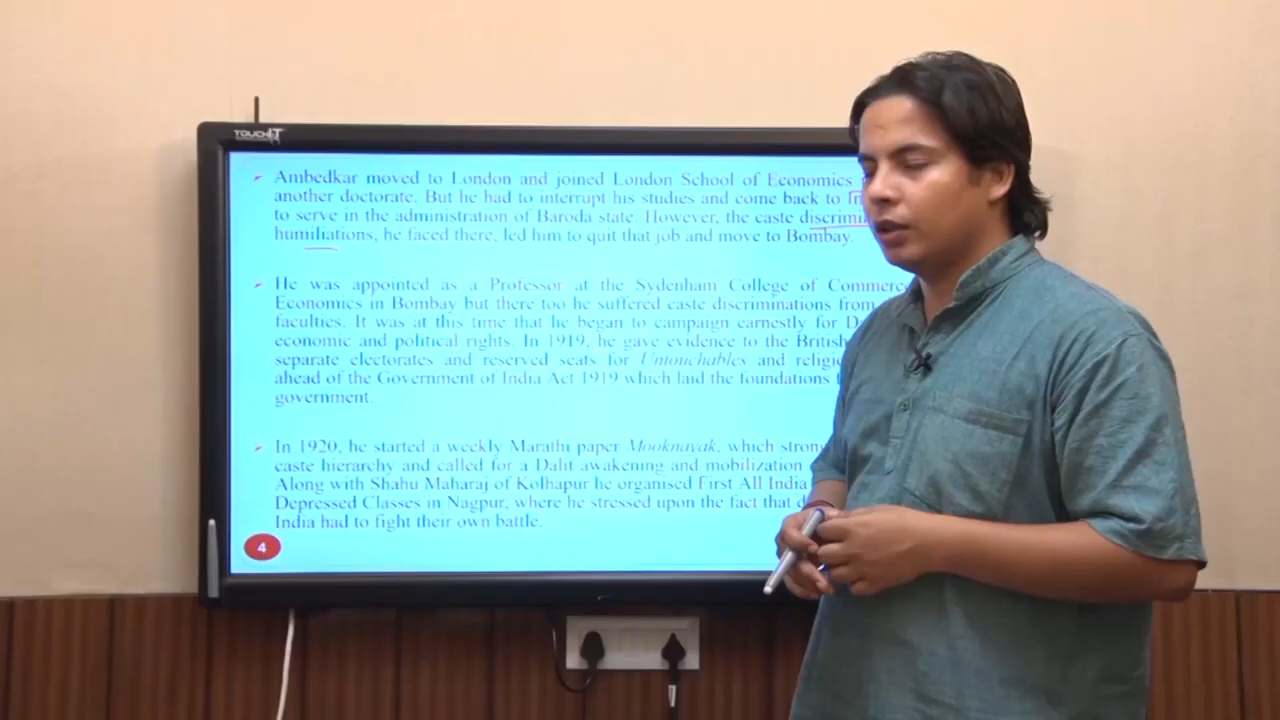 TOUCHIT
Ambedkar moved to London and joined London School of Economics
another doctorate. But he had to interrupt his studies and come back to
to serve in the administration of Baroda state. However, the caste
humiliations, he faced there, led him to quit that job and move to Bombay.
He was appointed as a Professor at the Sydenham College of
Economics in Bombay but there too he suffered caste discriminations from
faculties. It was at this time that he began to campaign earnestly for
economic and political rights. In 1919, he gave evidence to the British
separate electorates and reserved seats for Untouchables and
ahead of the Government of India Act 1919 which laid the foundations
government.
In 1920, he started a weekly Marathi paper Mooknayak, which
caste hierarchy and called for a Dalit awakening and mobilization
Along with Shahu Maharaj of Kolhapur he organised First All India
Depressed Classes in Nagpur, where he stressed upon the fact that
India had to fight their own battle.
4